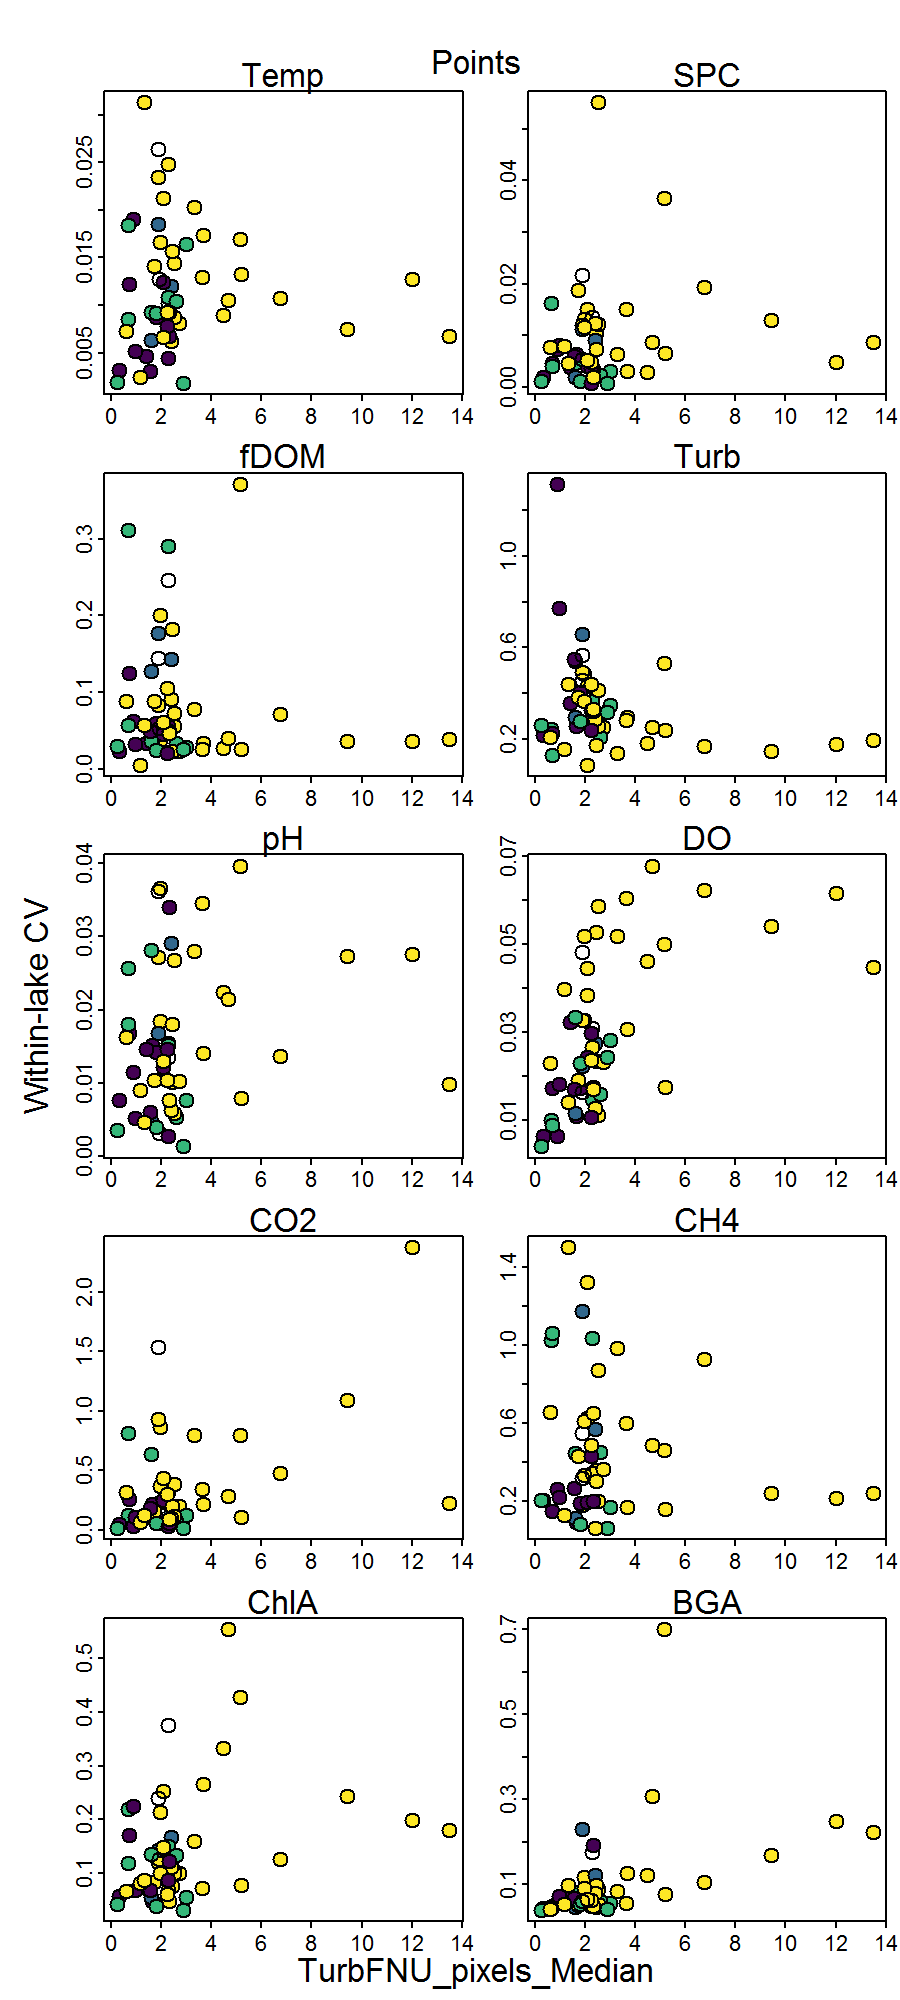 Points
Temp
SPC
0.005 0.015 0.025
0.00 0.02 0.04
0 2 4 6 8 10 12 14
0 2 4 6 8 10 12 14
fDOM
Turb
0.0 0.1 0.2 0.3
0.2 0.6 1.0
0 2 4 6 8 10 12 14
0 2 4 6 8 10 12 14
pH
DO
Within-lake CV
0.00 0.01 0.02 0.03 0.04
0.01 0.03 0.05 0.07
0 2 4 6 8 10 12 14
0 2 4 6 8 10 12 14
CO2
CH4
0.0 0.5 1.0 1.5 2.0
0.2 0.6 1.0 1.4
0 2 4 6 8 10 12 14
0 2 4 6 8 10 12 14
ChlA
BGA
0.1 0.2 0.3 0.4 0.5
0.1 0.3 0.5 0.7
0 2 4 6 8 10 12 14
0 2 4 6 8 10 12 14
TurbFNU_pixels_Median